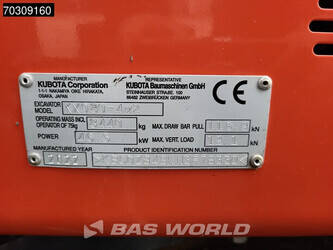 70309160
MANUFACTURER
KUBOTA Corporation
1-1-1 NAKAMIYA OIKE, HIRAKATA,
OSAKA, JAPAN
REPRESENTATIVE
KUBOTA Baumaschinen GmbH
STEINHAUSER STRAßE, 100
66482 ZWEIBRÜCKEN GERMANY
CE
EXCAVATOR MODEL
OPERATING MASS INCL. OPERATOR OF 75kg
kg
MAX. DRAW BAR PULL
kN
POWER
kW
MAX. VERT. LOAD
kN
MANUFACTURED YEAR
PRODUCT IDENTIFICATION NUMBER
BAS WORLD